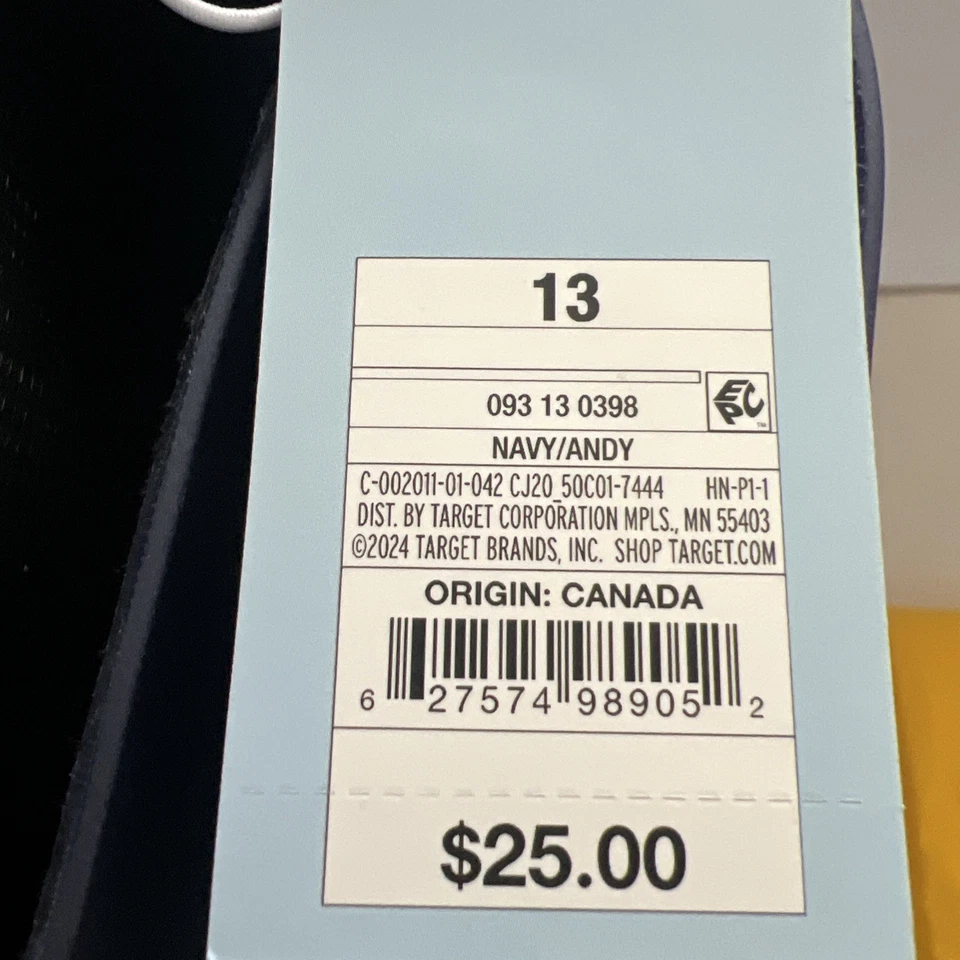 13
EPC
TM
093 13 0398
NAVY/ANDY
C-002011-01-042 CJ20_50C01-7444 HN-P1-1
DIST. BY TARGET CORPORATION MPLS., MN 55403
©2024 TARGET BRANDS, INC. SHOP TARGET.COM
ORIGIN: CANADA
6 27574 98905 2
$25.00